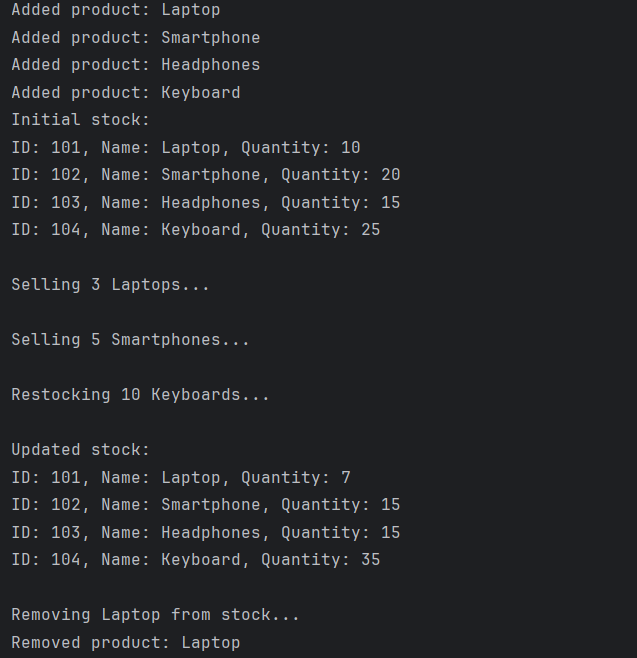 Added product: Laptop
Added product: Smartphone
Added product: Headphones
Added product: Keyboard
Initial stock:
ID: 101, Name: Laptop, Quantity: 10
ID: 102, Name: Smartphone, Quantity: 20
ID: 103, Name: Headphones, Quantity: 15
ID: 104, Name: Keyboard, Quantity: 25
Selling 3 Laptops...
Selling 5 Smartphones...
Restocking 10 Keyboards...
Updated stock:
ID: 101, Name: Laptop, Quantity: 7
ID: 102, Name: Smartphone, Quantity: 15
ID: 103, Name: Headphones, Quantity: 15
ID: 104, Name: Keyboard, Quantity: 35
Removing Laptop from stock...
Removed product: Laptop